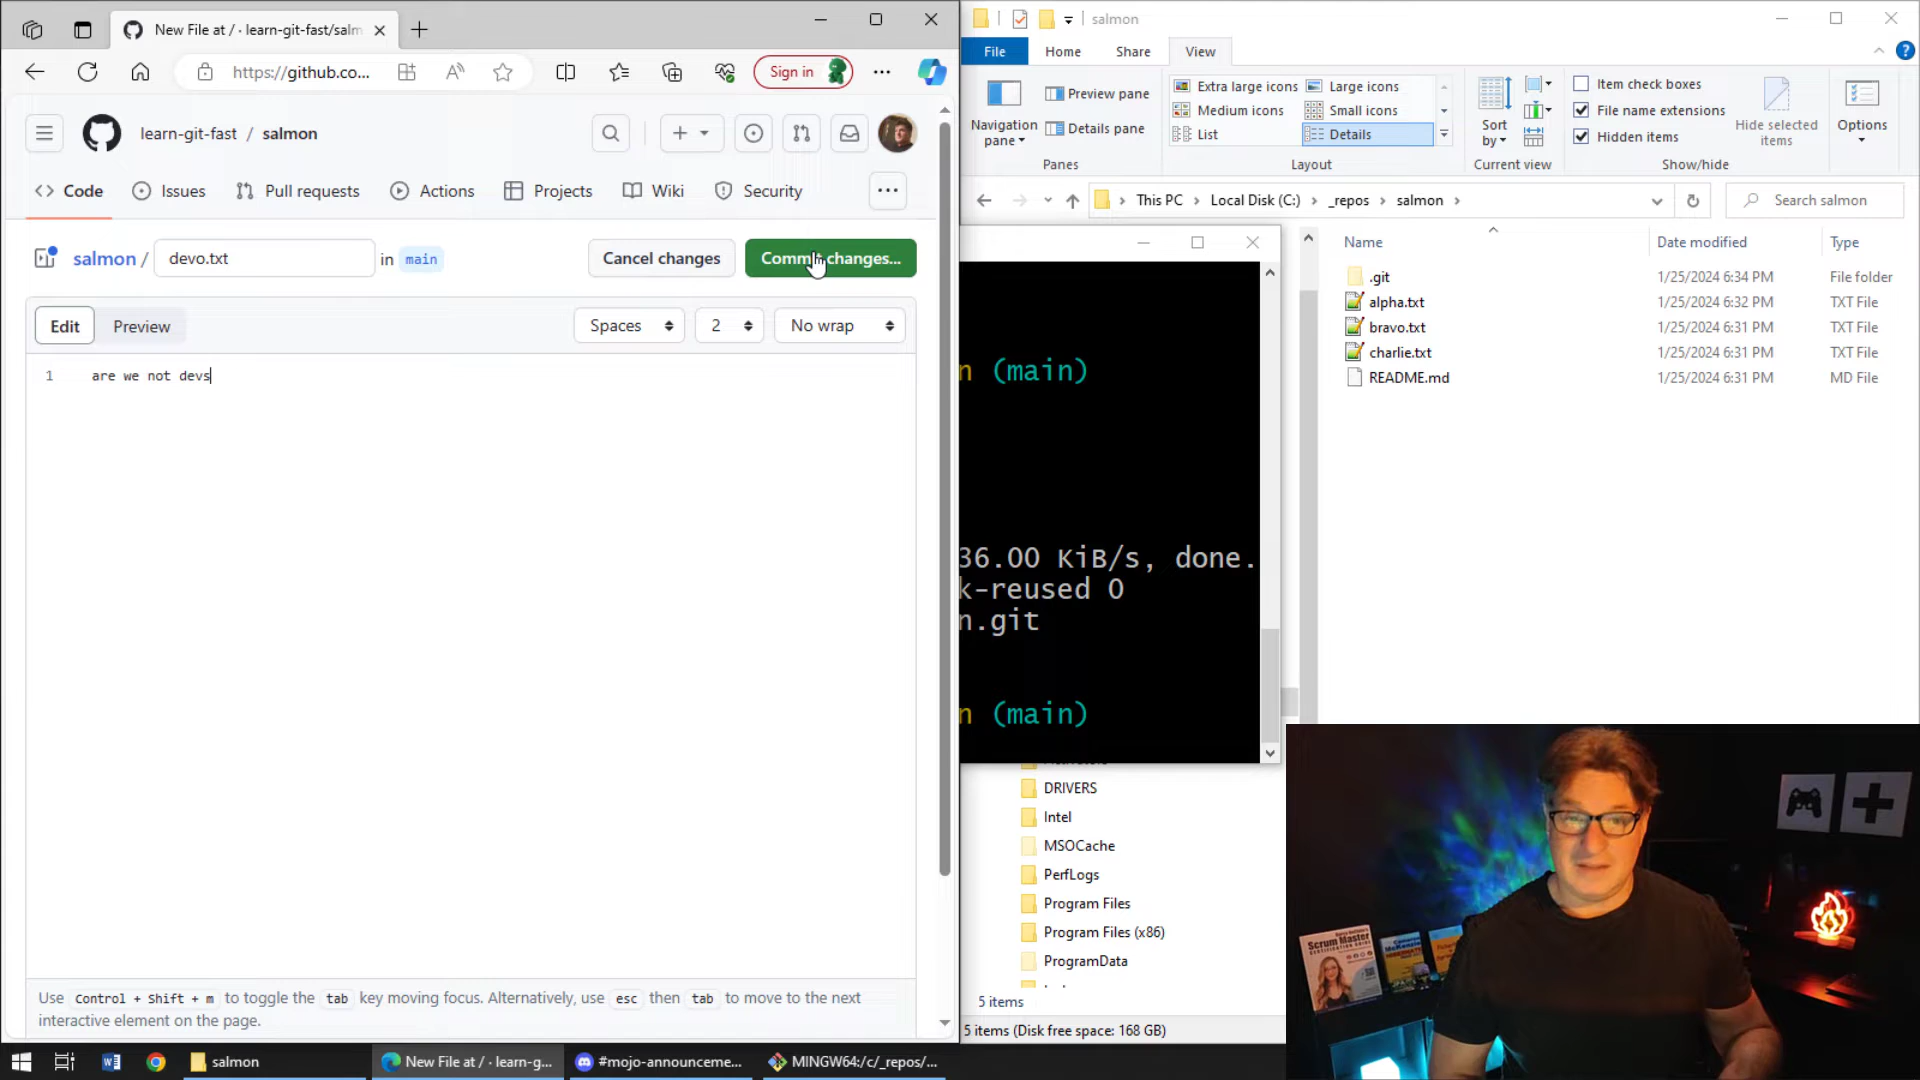 New File at / · learn-git-fast/salm
https://github.co...
Sign in
learn-git-fast / salmon
Code
Issues
Pull requests
Actions
Projects
Wiki
Security
salmon / devo.txt in main
Cancel changes
Commit changes...
Edit
Preview
Spaces
2
No wrap
1 are we not devs
Use Control + Shift + m to toggle the tab key moving focus. Alternatively, use esc then tab to move to the next
interactive element on the page.
salmon
File
Home
Share
View
Navigation
pane
Preview pane
Details pane
Panes
Extra large icons
Large icons
Medium icons
Small icons
List
Details
Layout
Sort
by
Current view
Item check boxes
File name extensions
Hidden items
Hide selected
items
Show/hide
Options
This PC
Local Disk (C:)
_repos
salmon
Search salmon
Name
Date modified
Type
.git 1/25/2024 6:34 PM File folder
alpha.txt 1/25/2024 6:32 PM TXT File
bravo.txt 1/25/2024 6:31 PM TXT File
charlie.txt 1/25/2024 6:31 PM TXT File
README.md 1/25/2024 6:31 PM MD File
n (main)
36.00 KiB/s, done.
k-reused 0
n.git
n (main)
DRIVERS
Intel
MSOCache
PerfLogs
Program Files
Program Files (x86)
ProgramData
5 items
5 items (Disk free space: 168 GB)
Scrum Master
salmon
New File at / · learn-g...
#mojo-announceme...
MINGW64:/c/_repos/...